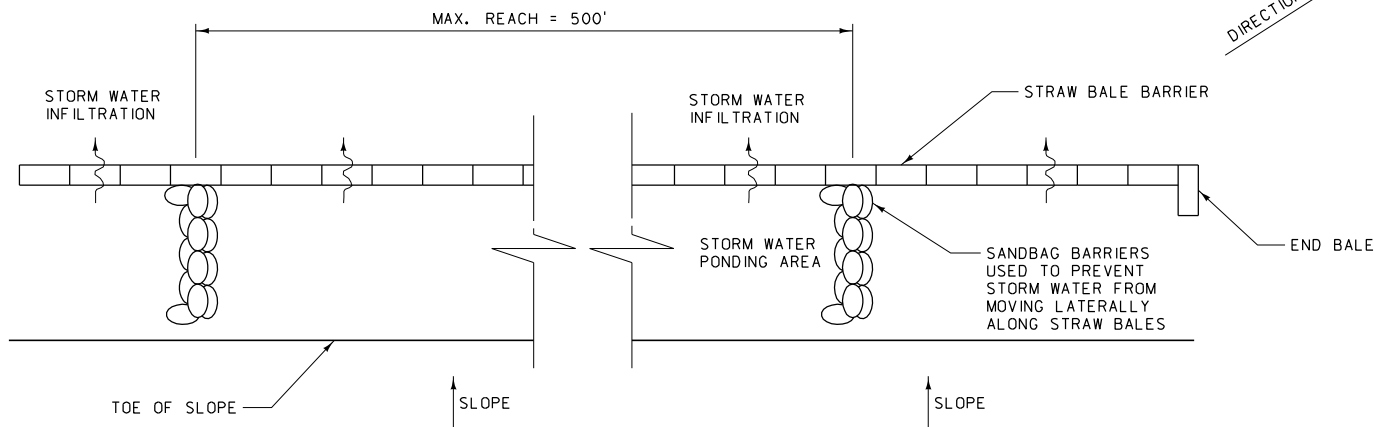 MAX. REACH = 500'
DIRECTIO
STORM WATER
INFILTRATION
STORM WATER
INFILTRATION
STRAW BALE BARRIER
STORM WATER
PONDING AREA
SANDBAG BARRIERS
USED TO PREVENT
STORM WATER FROM
MOVING LATERALLY
ALONG STRAW BALES
END BALE
TOE OF SLOPE
SLOPE
SLOPE